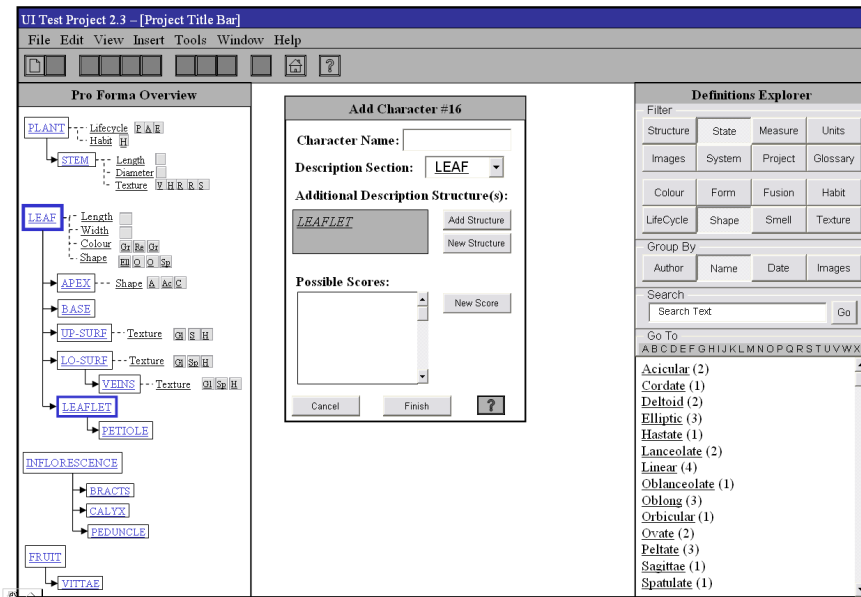 UI Test Project 2.3 – [Project Title Bar]
File Edit View Insert Tools Window Help
?
Pro Forma Overview
PLANT Lifecycle P A E
Habit H
STEM Length
Diameter
Texture V H R R S
LEAF Length
Width
Colour Gr Re Gr
Shape Ell O O Sp
APEX Shape A Ac C
BASE
UP-SURF Texture Gl S H
LO-SURF Texture Gl Sp H
VEINS Texture Gl Sp H
LEAFLET
PETIOLE
INFLORESCENCE
BRACTS
CALYX
PEDUNCLE
FRUIT
VITTAE
Add Character #16
Character Name:
Description Section: LEAF
Additional Description Structure(s):
LEAFLET
Add Structure
New Structure
Possible Scores:
New Score
Cancel Finish ?
Definitions Explorer
Filter
Structure State Measure Units
Images System Project Glossary
Colour Form Fusion Habit
LifeCycle Shape Smell Texture
Group By
Author Name Date Images
Search
Search Text Go
Go To
A B C D E F G H I J K L M N O P Q R S T U V W X
Acicular (2)
Cordate (1)
Deltoid (2)
Elliptic (3)
Hastate (1)
Lanceolate (2)
Linear (4)
Oblanceolate (1)
Oblong (3)
Orbicular (1)
Ovate (2)
Peltate (3)
Sagittae (1)
Spatulate (1)